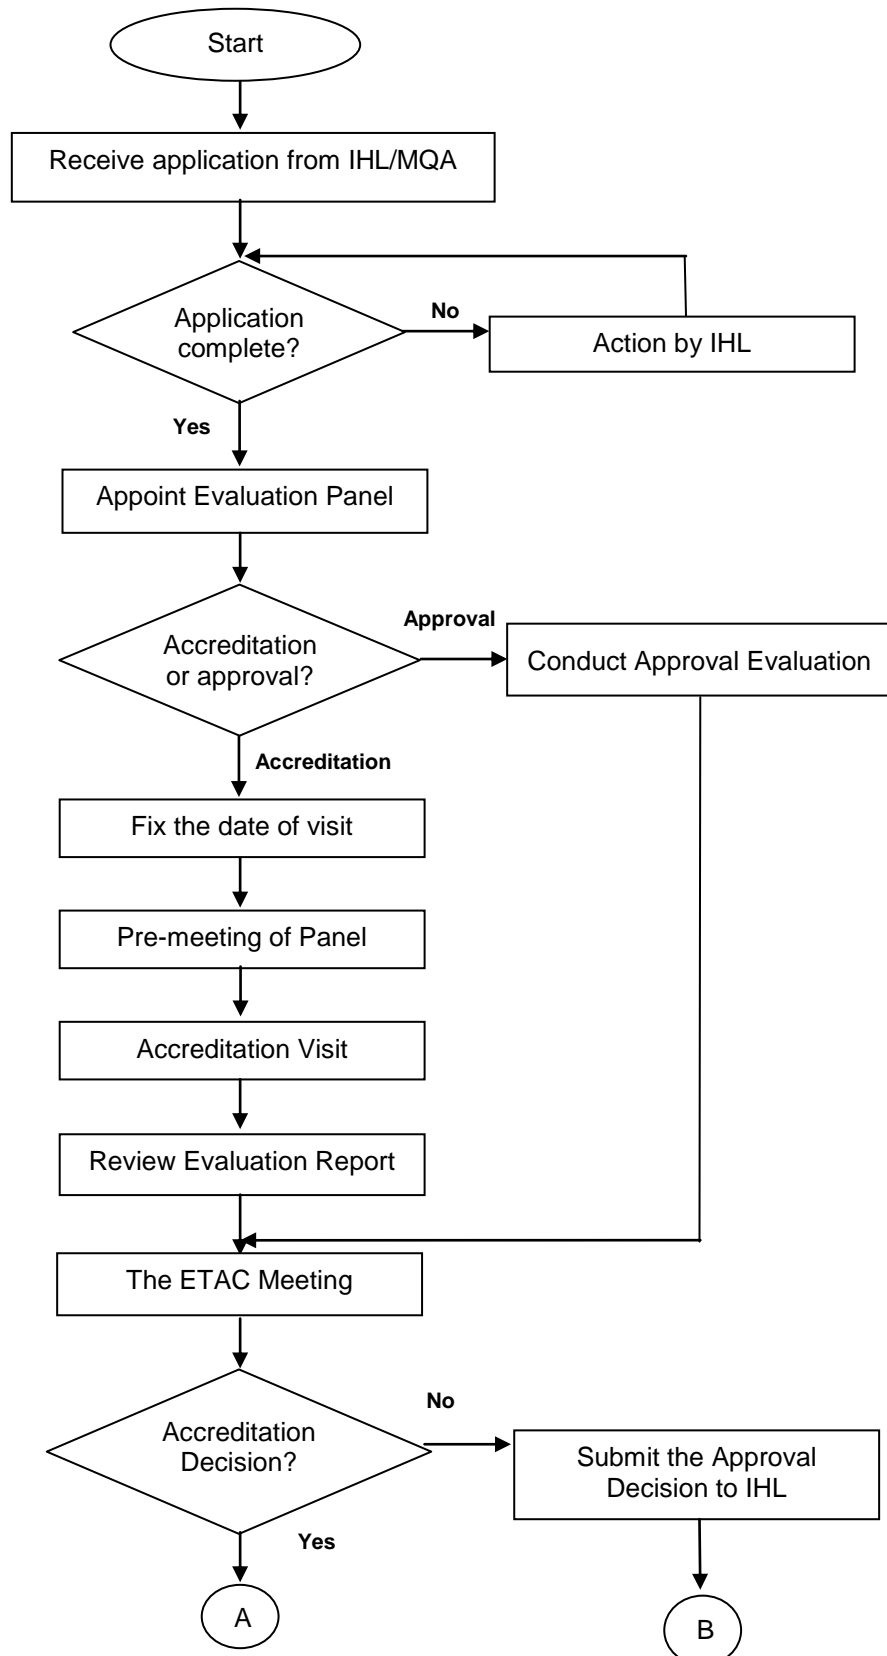 Start
Receive application from IHL/MQA
Application
complete?
No
Action by IHL
Yes
Appoint Evaluation Panel
Accreditation
or approval?
Approval
Conduct Approval Evaluation
Accreditation
Fix the date of visit
Pre-meeting of Panel
Accreditation Visit
Review Evaluation Report
The ETAC Meeting
Accreditation
Decision?
No
Submit the Approval
Decision to IHL
Yes
A
B